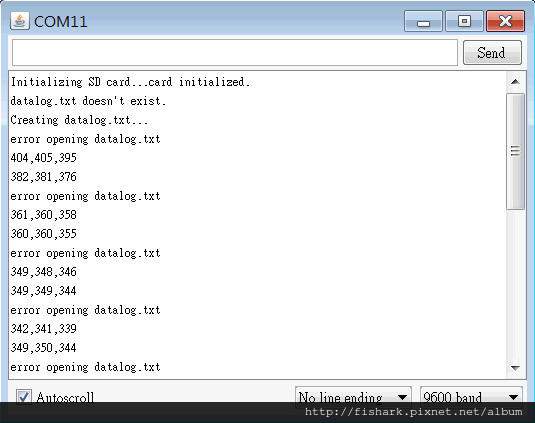 COM11
Send
Initializing SD card...card initialized.
datalog.txt doesn't exist.
Creating datalog.txt...
error opening datalog.txt
404,405,395
382,381,376
error opening datalog.txt
361,360,358
360,360,355
error opening datalog.txt
349,348,346
349,349,344
error opening datalog.txt
342,341,339
349,350,344
error opening datalog.txt
Autoscroll
No line ending
9600 baud
http://fishark.pixnet.net/album